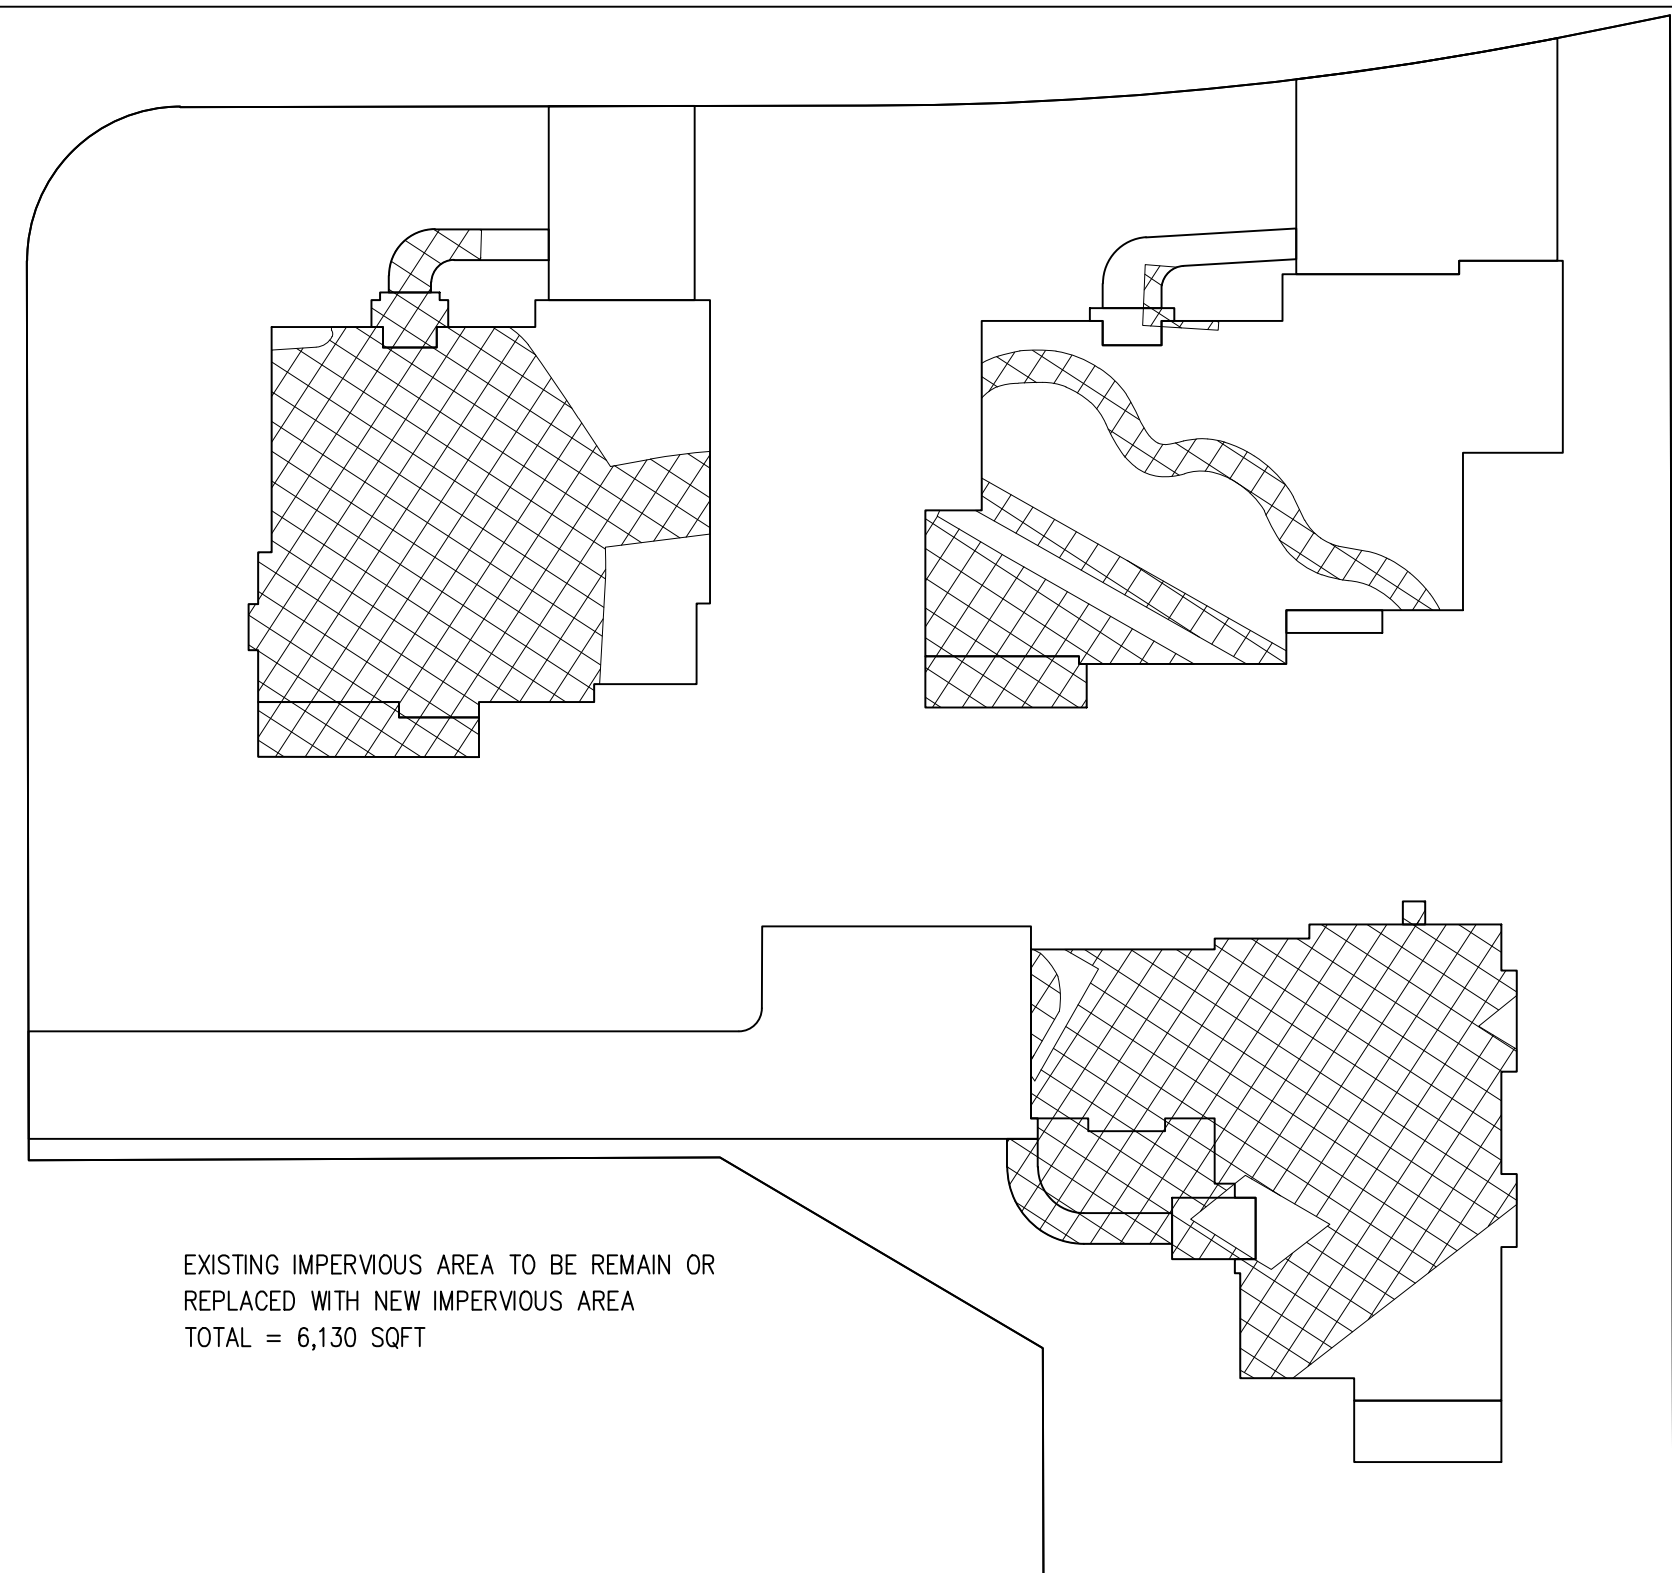 EXISTING IMPERVIOUS AREA TO BE REMAIN OR
REPLACED WITH NEW IMPERVIOUS AREA
TOTAL = 6,130 SQFT